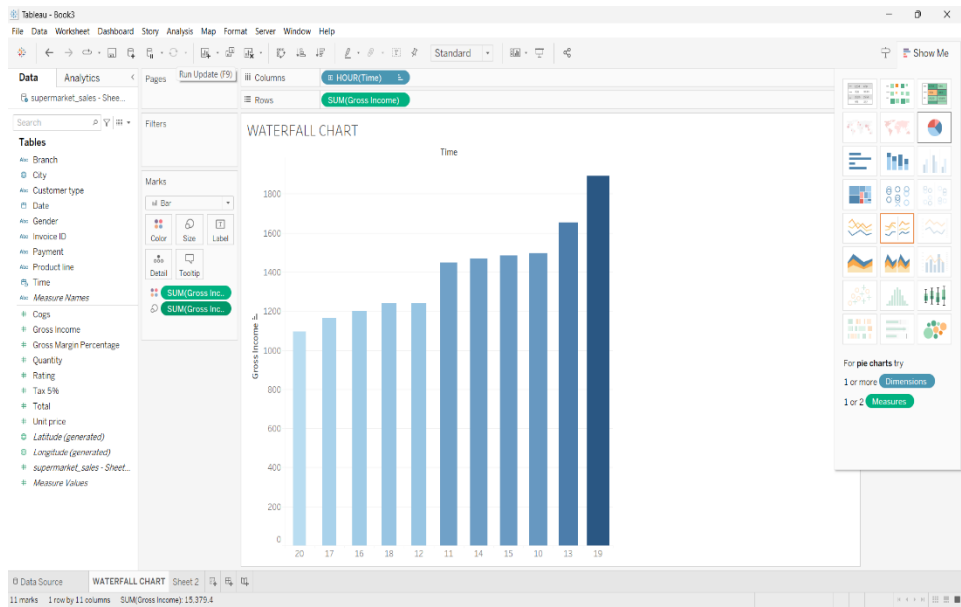 Tableau - Book3
File Data Worksheet Dashboard Story Analysis Map Format Server Window Help
Standard
Show Me
Data Analytics
supermarket_sales - Shee...
Search
Tables
Abc Branch
City
Abc Customer type
Date
Abc Gender
Abc Invoice ID
Abc Payment
Abc Product line
Time
Abc Measure Names
# Cogs
# Gross Income
# Gross Margin Percentage
# Quantity
# Rating
# Tax 5%
# Total
# Unit price
Latitude (generated)
Longitude (generated)
# supermarket_sales - Sheet...
# Measure Values
Pages
Run Update (F9)
Filters
Marks
Bar
Color Size Label
Detail Tooltip
SUM(Gross Inc..
SUM(Gross Inc..
Columns HOUR(Time)
Rows SUM(Gross Income)
WATERFALL CHART
Time
Gross Income
1800
1600
1400
1200
1000
800
600
400
200
0
20 17 16 18 12 11 14 15 10 13 19
For pie charts try
1 or more Dimensions
1 or 2 Measures
Data Source WATERFALL CHART Sheet 2
11 marks 1 row by 11 columns SUM(Gross Income): 15,379.4